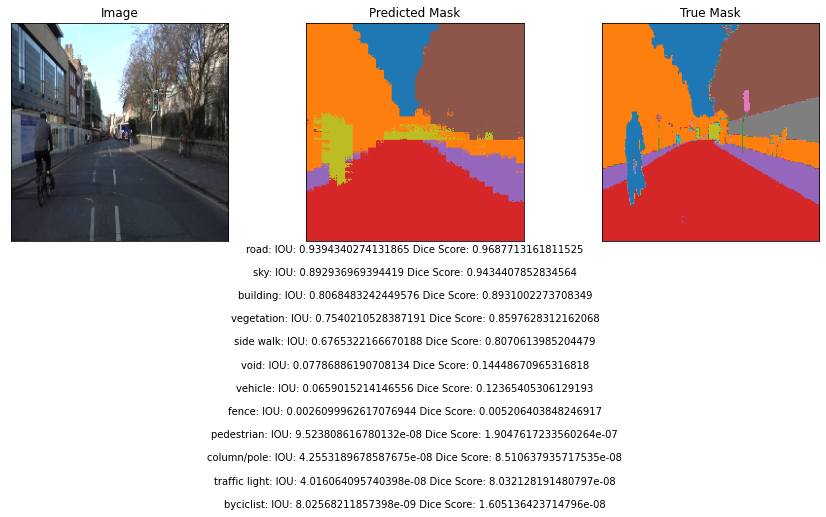 Image
Predicted Mask
True Mask
road: IOU: 0.9394340274131865 Dice Score: 0.9687713161811525
sky: IOU: 0.892936969394419 Dice Score: 0.9434407852834564
building: IOU: 0.8068483242449576 Dice Score: 0.8931002273708349
vegetation: IOU: 0.7540210528387191 Dice Score: 0.8597628312162068
side walk: IOU: 0.6765322166670188 Dice Score: 0.8070613985204479
void: IOU: 0.07786886190708134 Dice Score: 0.14448670965316818
vehicle: IOU: 0.0659015214146556 Dice Score: 0.12365405306129193
fence: IOU: 0.0026099962617076944 Dice Score: 0.005206403848246917
pedestrian: IOU: 9.523808616780132e-08 Dice Score: 1.9047617233560264e-07
column/pole: IOU: 4.2553189678587675e-08 Dice Score: 8.510637935717535e-08
traffic light: IOU: 4.016064095740398e-08 Dice Score: 8.032128191480797e-08
byciclist: IOU: 8.02568211857398e-09 Dice Score: 1.605136423714796e-08